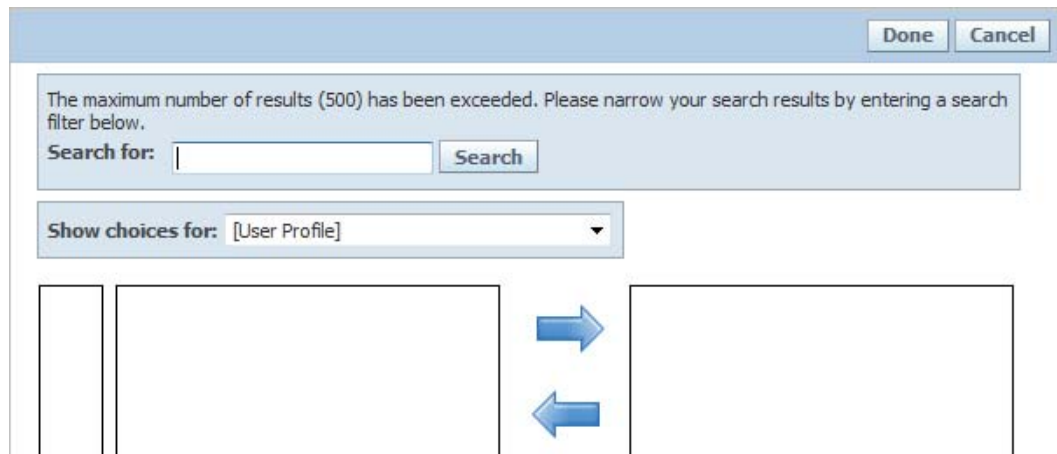 Done Cancel
The maximum number of results (500) has been exceeded. Please narrow your search results by entering a search
filter below.
Search for: Search
Show choices for: [User Profile]